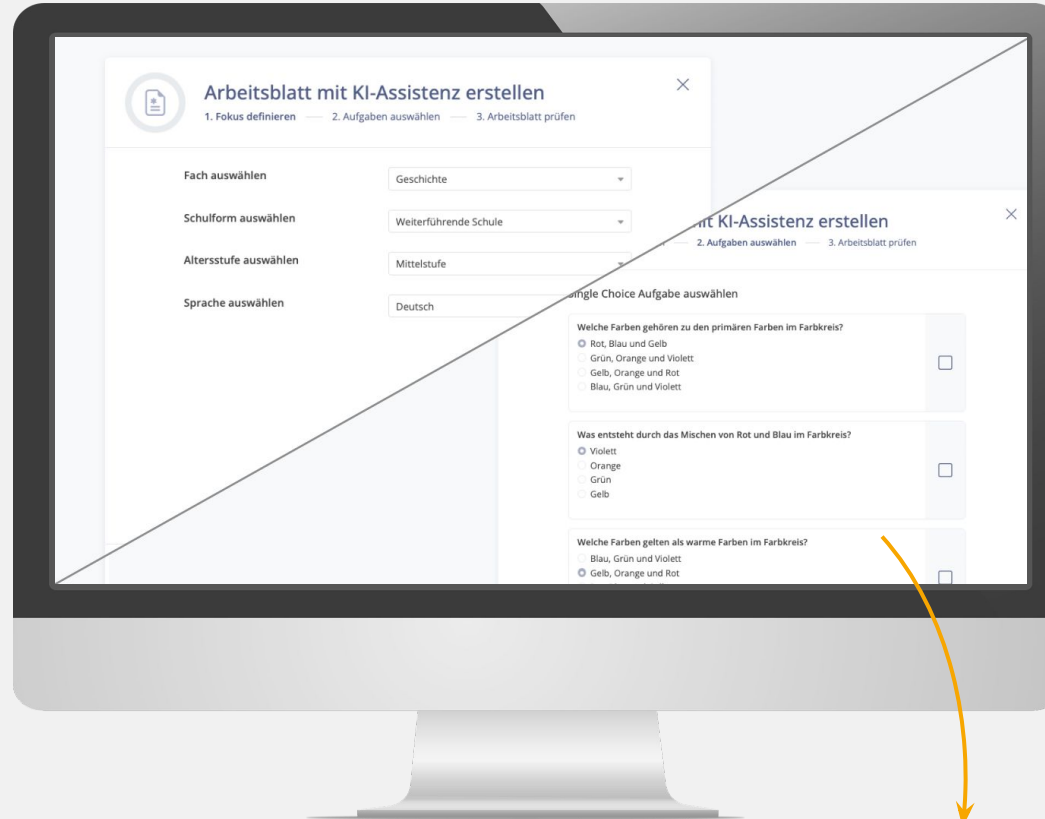 Arbeitsblatt mit KI-Assistenz erstellen
1. Fokus definieren 2. Aufgaben auswählen 3. Arbeitsblatt prüfen
Fach auswählen Geschichte
Schulform auswählen Weiterführende Schule
Altersstufe auswählen Mittelstufe
Sprache auswählen Deutsch
KI-Assistenz erstellen
2. Aufgaben auswählen 3. Arbeitsblatt prüfen
Choice Aufgabe auswählen
Welche Farben gehören zu den primären Farben im Farbkreis?
Rot, Blau und Gelb
Grün, Orange und Violett
Gelb, Orange und Rot
Blau, Grün und Violett
Was entsteht durch das Mischen von Rot und Blau im Farbkreis?
Violett
Orange
Grün
Gelb
Welche Farben gelten als warme Farben im Farbkreis?
Blau, Grün und Violett
Gelb, Orange und Rot